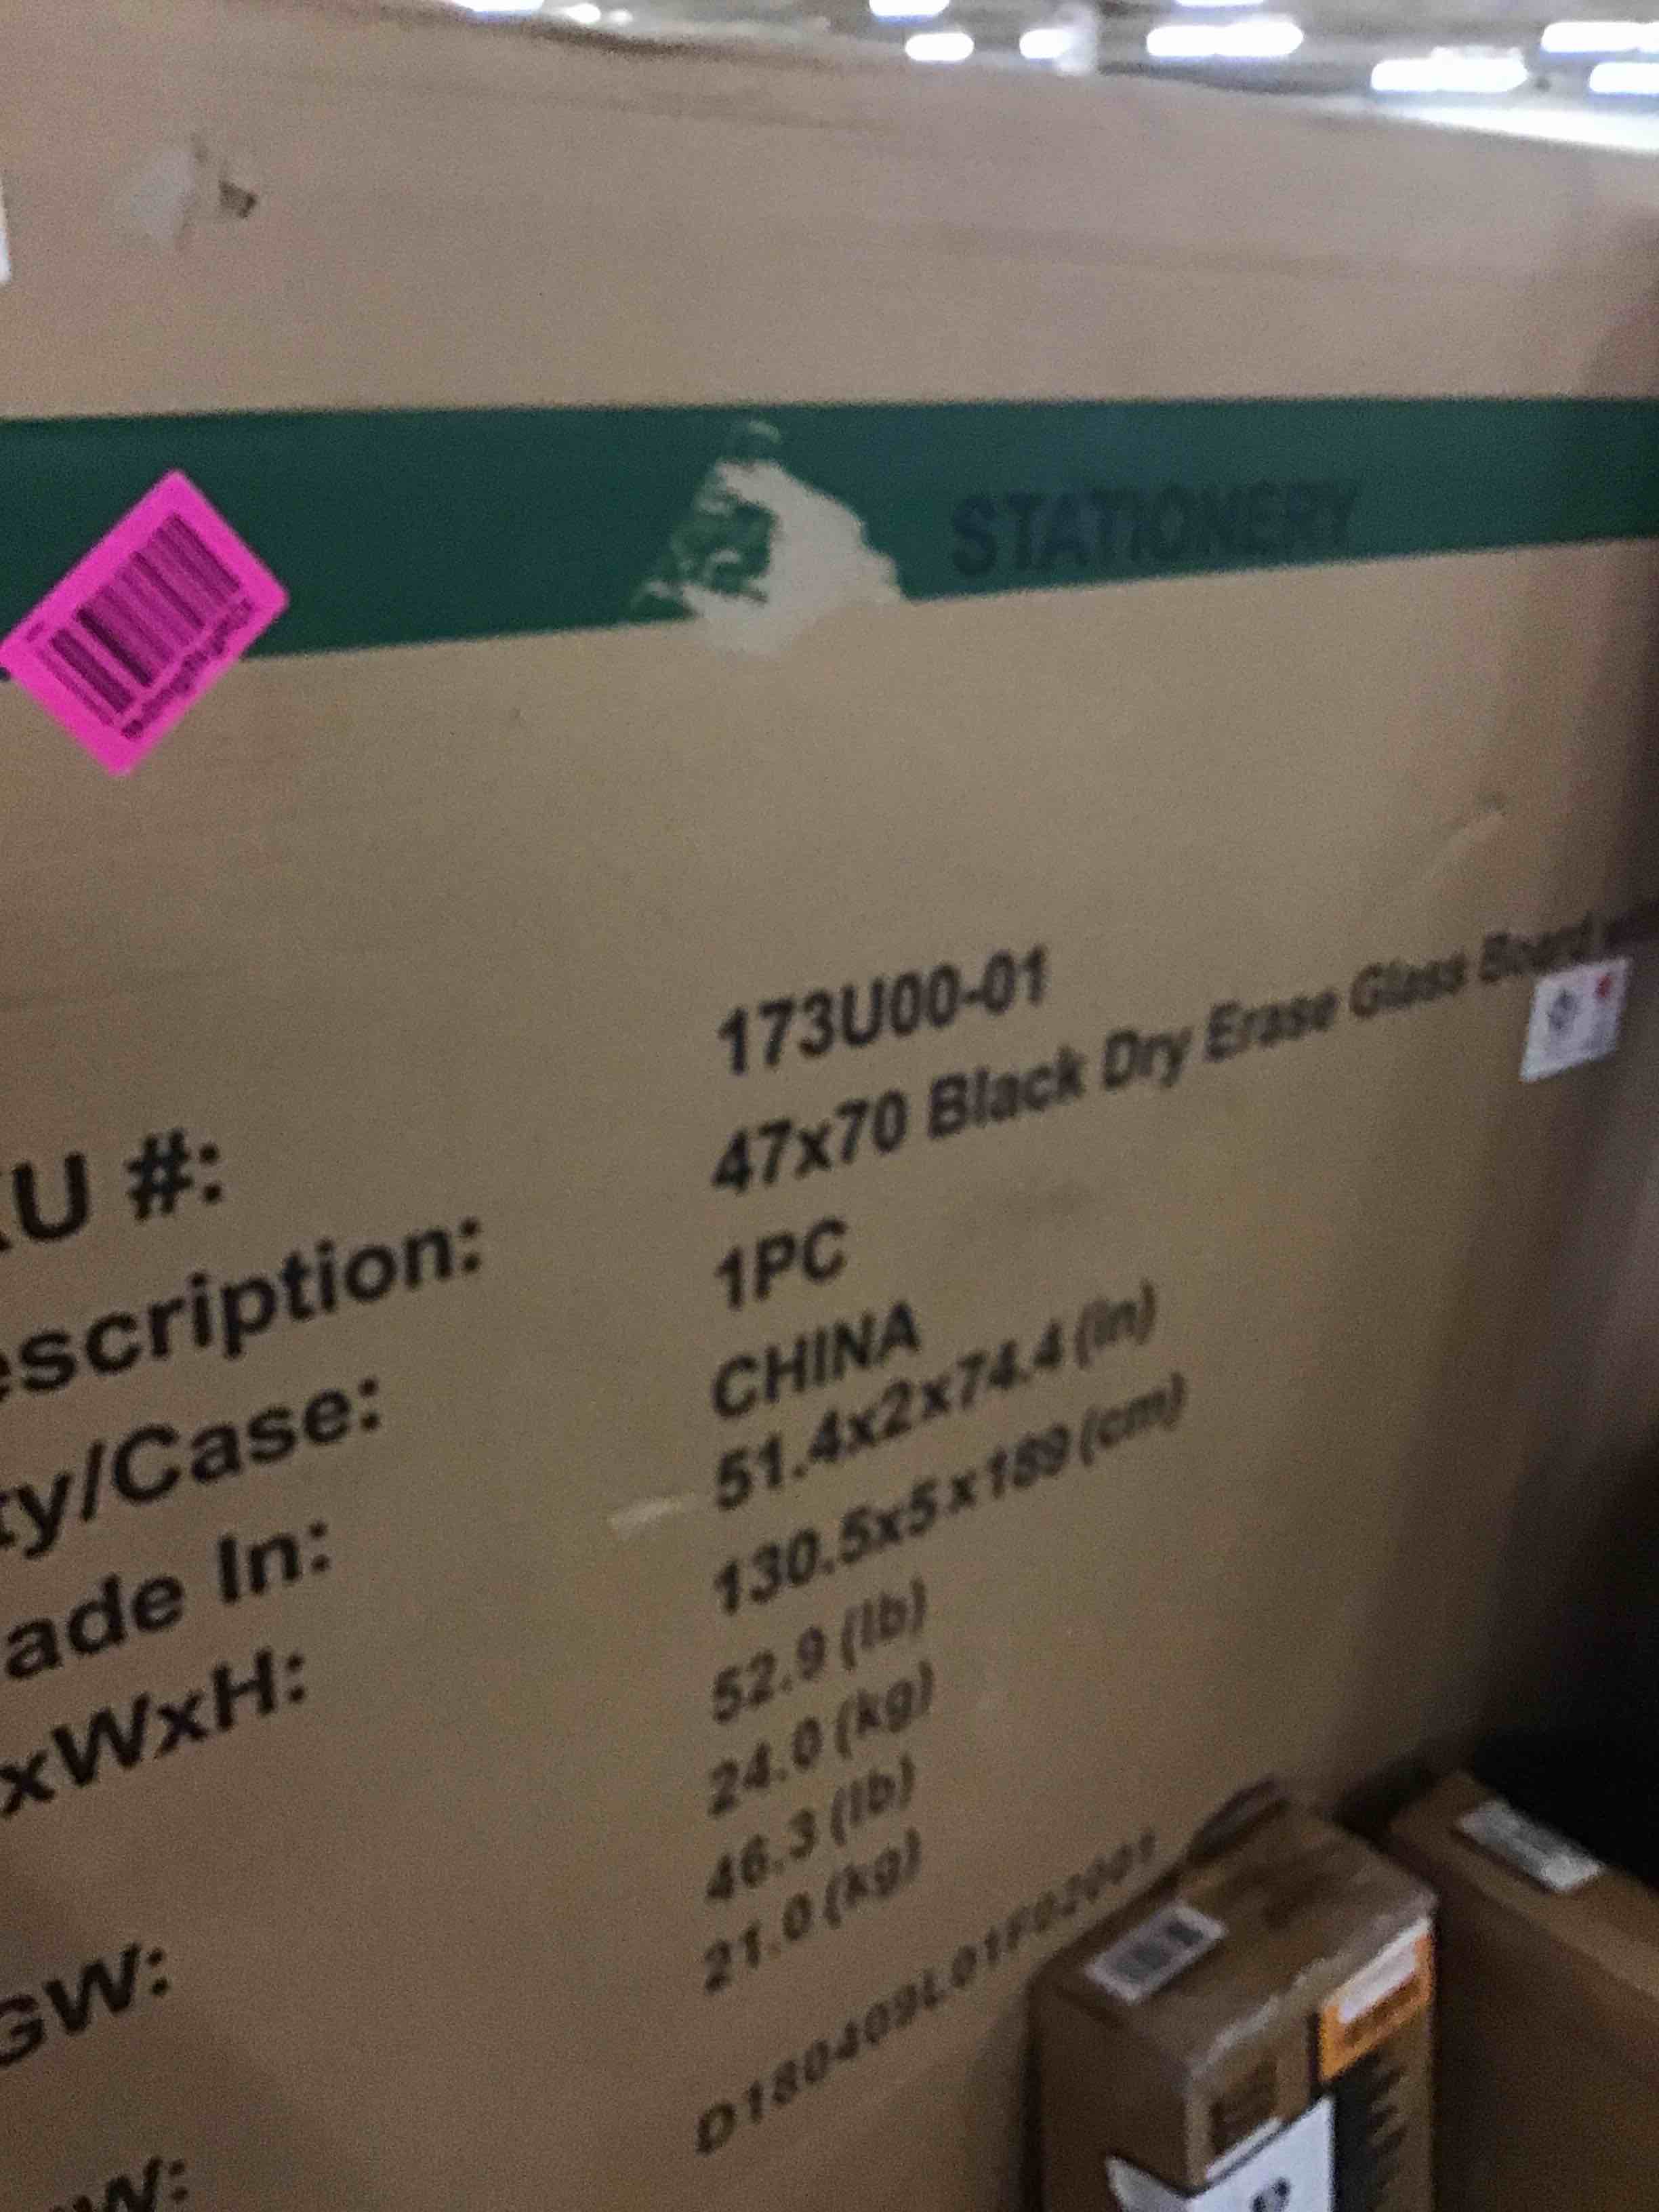 STATIONERY
173U00-01
U #:
47x70 Black Dry Erase Glass Board
escription:
1PC
ty/Case:
CHINA
ade In:
51.4x2x74.4 (in)
xWxH:
130.5x5x189 (cm)
52.9 (lb)
GW:
24.0 (kg)
46.3 (lb)
W:
21.0 (kg)
D180409L01F02001